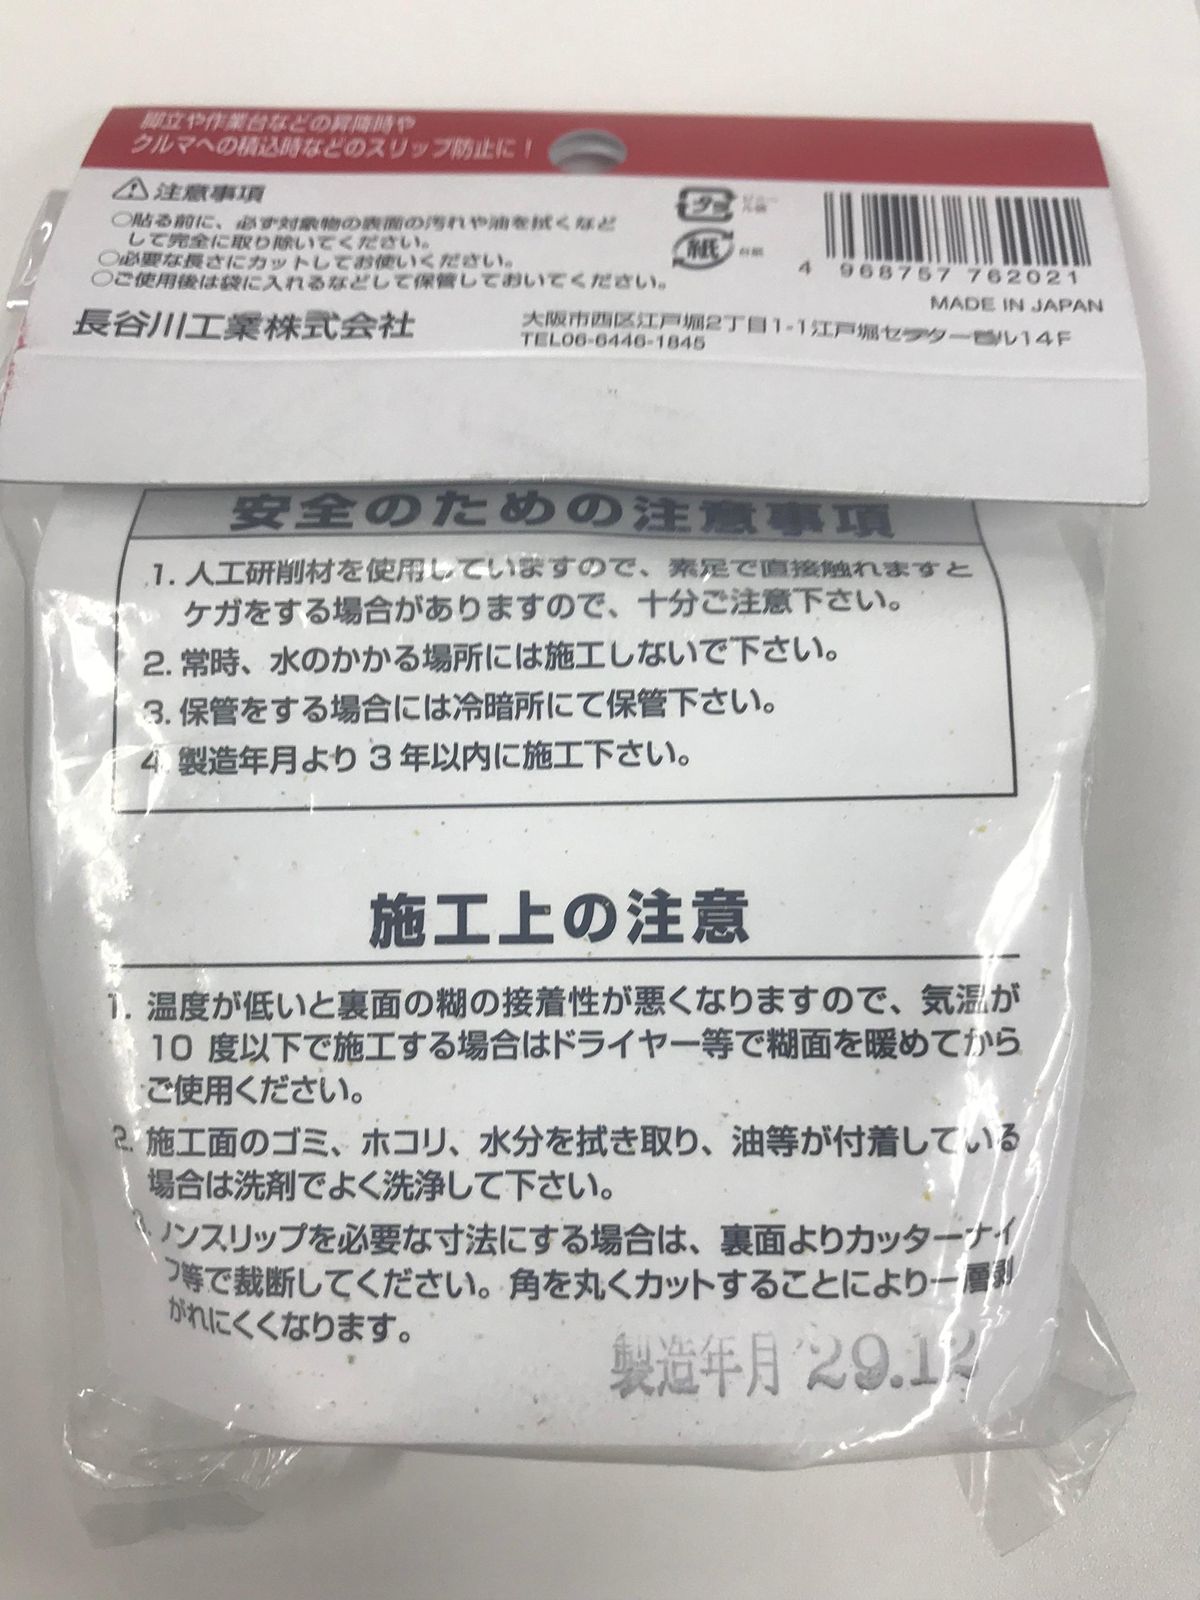 脚立や作業台などの昇降時や
クルマへの積込時などのスリップ防止に！
注意事項
○貼る前に、必ず対象物の表面の汚れや油を拭くなど
して完全に取り除いてください。
○必要な長さにカットしてお使いください。
○ご使用後は袋に入れるなどして保管しておいてください。
プラ
紙
台紙
4 968757 762021
MADE IN JAPAN
長谷川工業株式会社
大阪市西区江戸堀2丁目1-1江戸堀センタービル14F
TEL06-6446-1845
安全のための注意事項
1. 人工研削材を使用していますので、素足で直接触れますと
ケガをする場合がありますので、十分ご注意下さい。
2. 常時、水のかかる場所には施工しないで下さい。
3. 保管をする場合には冷暗所にて保管下さい。
4. 製造年月より 3 年以内に施工下さい。
施工上の注意
1. 温度が低いと裏面の糊の接着性が悪くなりますので、気温が
10 度以下で施工する場合はドライヤー等で糊面を暖めてから
ご使用ください。
2. 施工面のゴミ、ホコリ、水分を拭き取り、油等が付着している
場合は洗剤でよく洗浄して下さい。
3. ノンスリップを必要な寸法にする場合は、裏面よりカッターナイ
フ等で裁断してください。角を丸くカットすることにより一層剥
がれにくくなります。
製造年月 '29.12